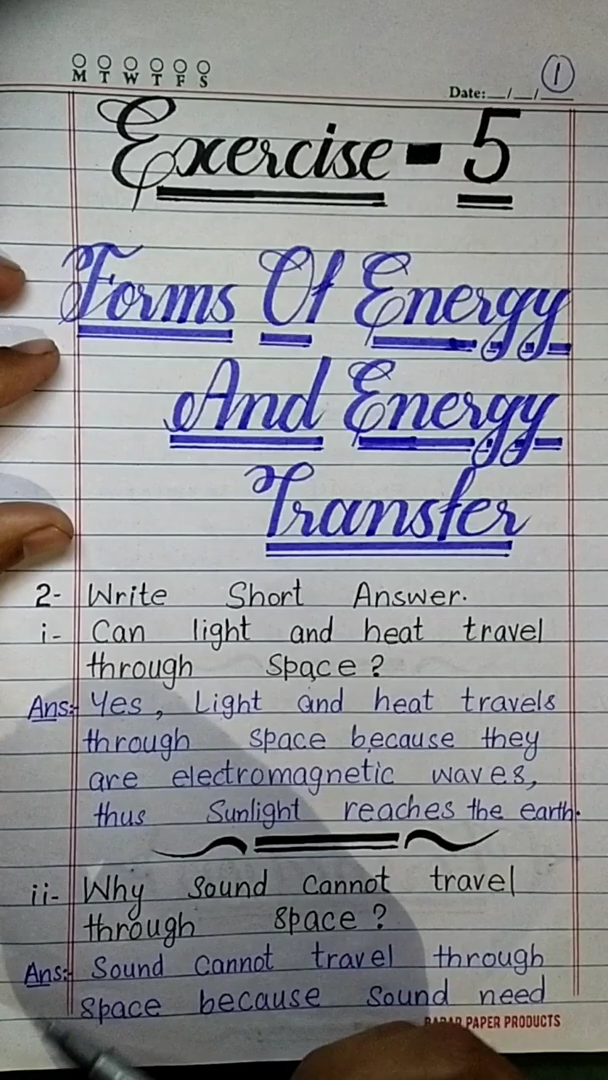 M T W T F S
1
Date:__/__/____
Exercise - 5
Forms Of Energy
And Energy
Transfer
2- Write Short Answer.
i- Can light and heat travel
through space?
Ans:- Yes, Light and heat travels
through space because they
are electromagnetic waves,
thus Sunlight reaches the earth.
ii- Why Sound Cannot travel
through space?
Ans:- Sound Cannot travel through
space because sound need
PAPER PRODUCTS